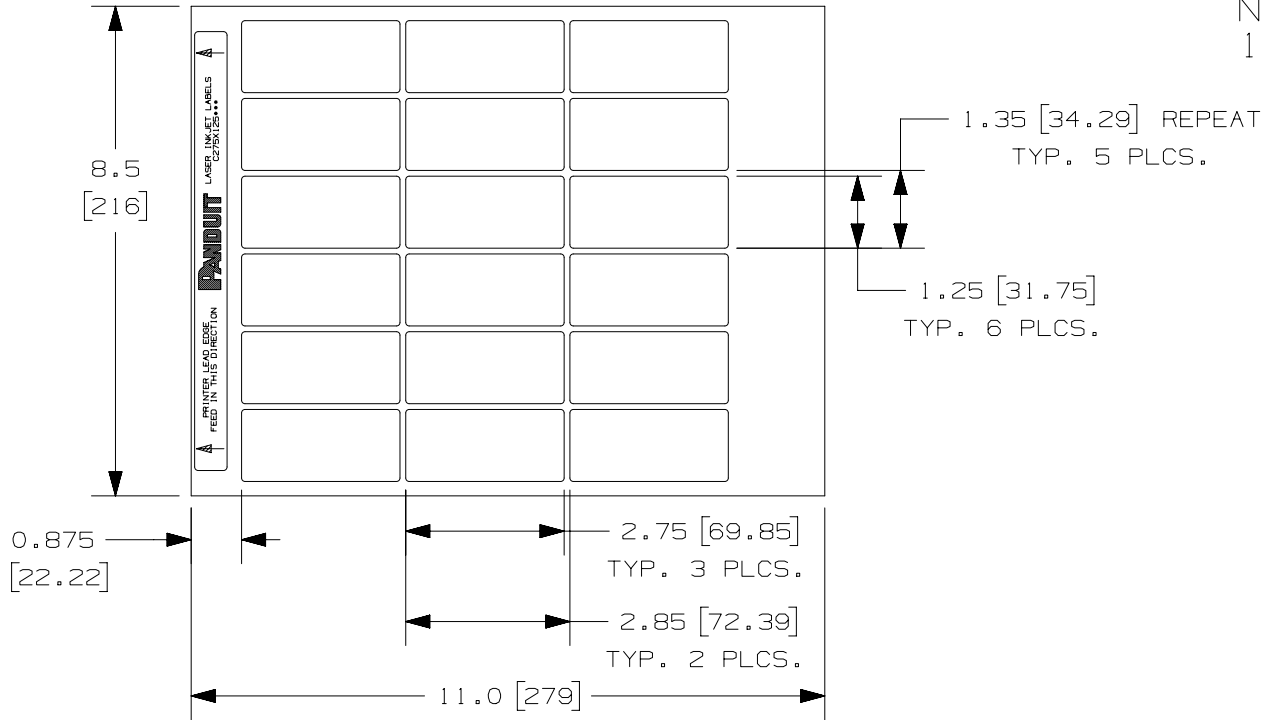 N
1
8.5
[216]
LASER INKJET LABELS
C275X125***
PANDUIT
PRINTER LEAD EDGE
FEED IN THIS DIRECTION
1.35 [34.29] REPEAT
TYP. 5 PLCS.
1.25 [31.75]
TYP. 6 PLCS.
0.875
[22.22]
2.75 [69.85]
TYP. 3 PLCS.
2.85 [72.39]
TYP. 2 PLCS.
11.0 [279]